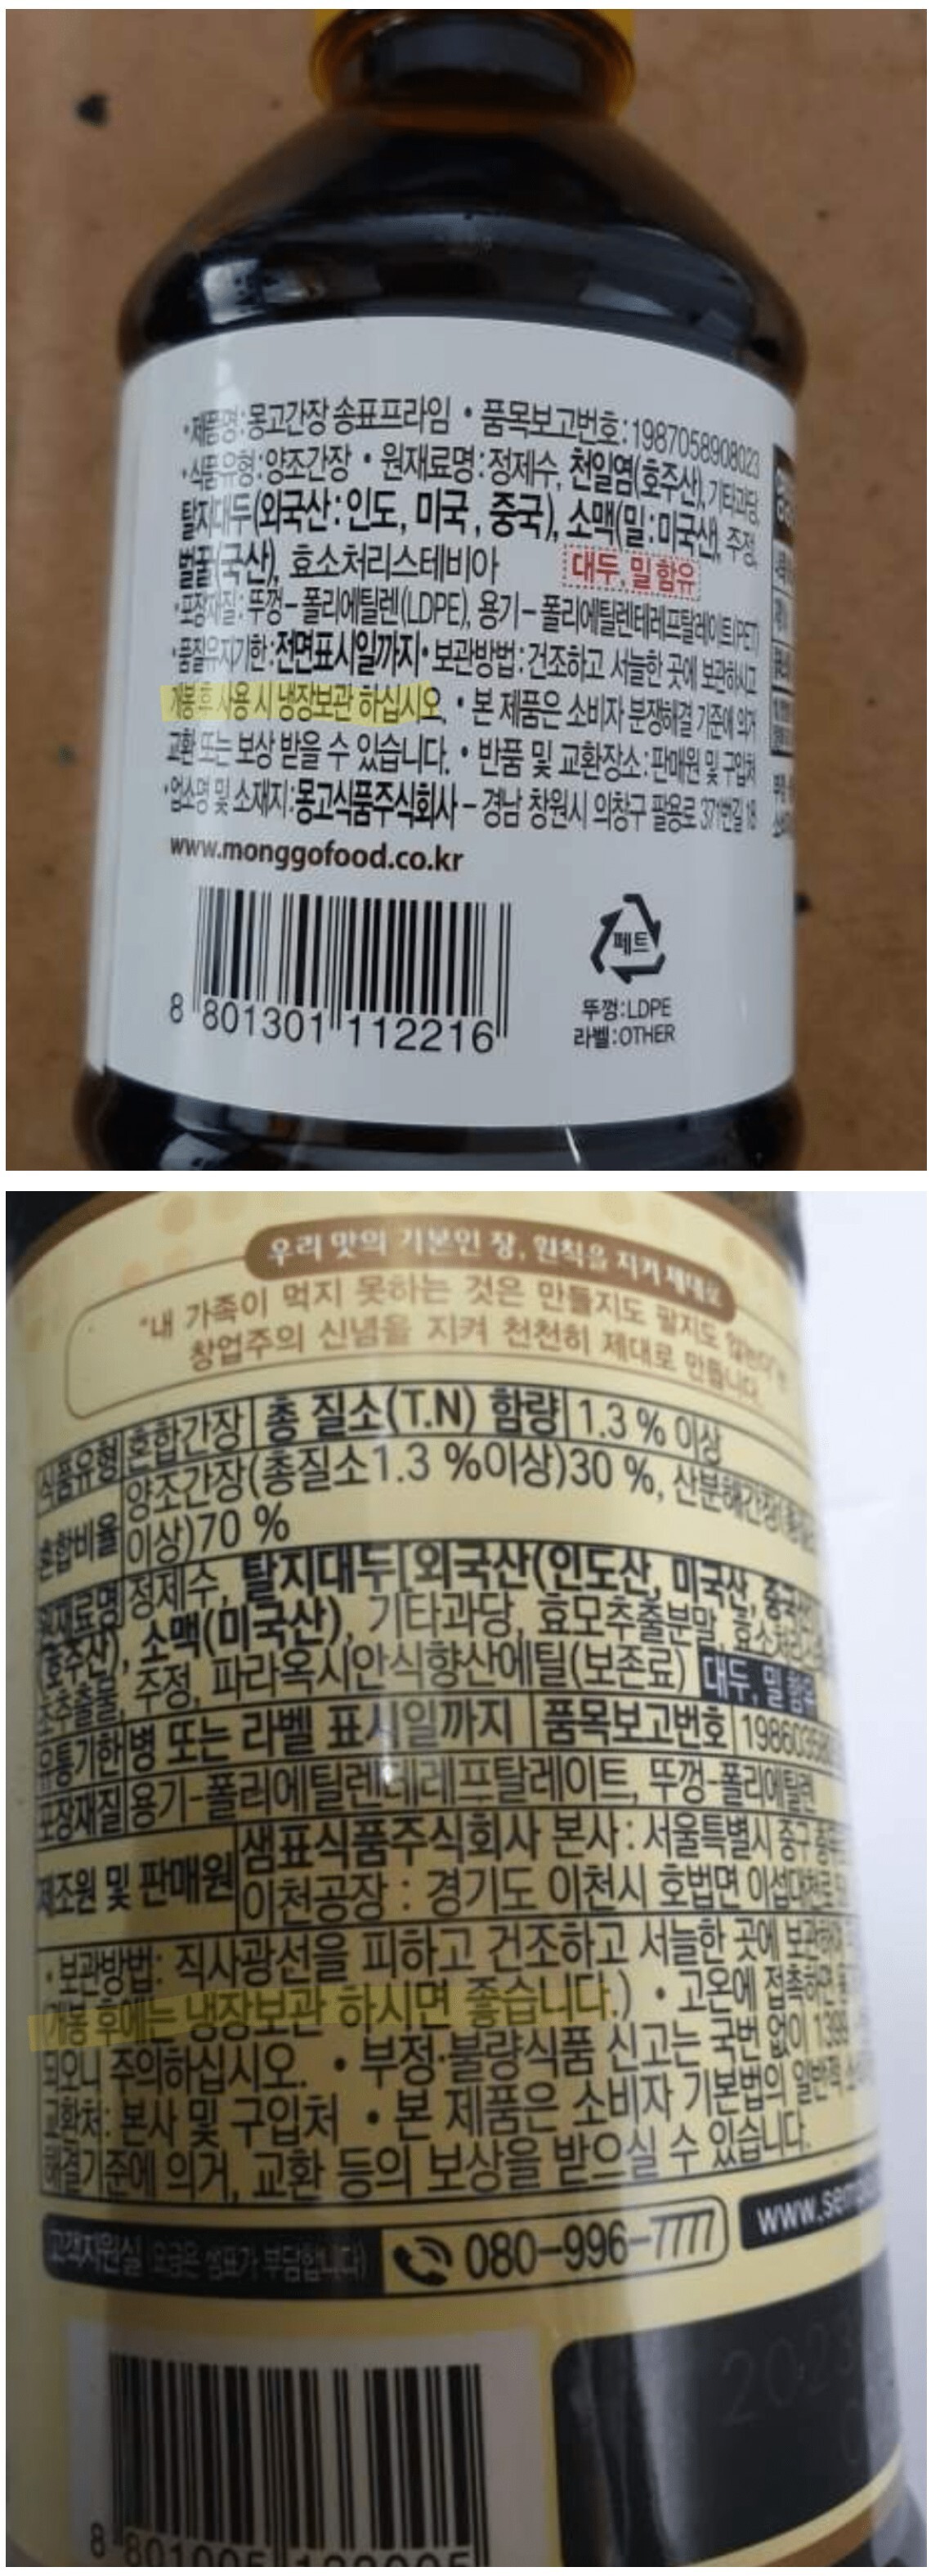 •제품명:몽고간장 송표프라임 • 품목보고번호:1987058908023
•식품유형:양조간장 • 원재료명:정제수, 천일염(호주산), 기타과당,
탈지대두(외국산:인도, 미국, 중국), 소맥(밀:미국산), 주정,
벌꿀(국산), 효소처리스테비아 대두, 밀 함유
•포장재질:뚜껑-폴리에틸렌(LDPE), 용기-폴리에틸렌테레프탈레이트(PET)
•품질유지기한:전면표시일까지•보관방법:건조하고 서늘한 곳에 보관하시고
개봉 후 사용 시 냉장보관 하십시오. •본 제품은 소비자 분쟁해결 기준에 의거
교환 또는 보상 받을 수 있습니다. • 반품 및 교환장소:판매원 및 구입처
•업소명 및 소재지:몽고식품주식회사 - 경남 창원시 의창구 팔용로 371번길 18
www.monggofood.co.kr
페트
뚜껑:LDPE
라벨:OTHER
8 801301 112216
우리 맛의 기본인 장, 원칙을 지켜 제대로
"내 가족이 먹지 못하는 것은 만들지도 팔지도 않는다"는
창업주의 신념을 지켜 천천히 제대로 만듭니다.
식품유형 혼합간장 총 질소(T.N) 함량 1.3 % 이상
혼합비율 양조간장(총질소1.3 %이상)30 %, 산분해간장(총질소
이상)70 %
원재료명 정제수, 탈지대두[외국산(인도산, 미국산, 중국산
(호주산), 소맥(미국산), 기타과당, 효모추출분말, 효소처리
초추출물, 주정, 파라옥시안식향산에틸(보존료) 대두, 밀 함유
유통기한 병 또는 라벨 표시일까지 품목보고번호 1986035
포장재질 용기-폴리에틸렌테레프탈레이트, 뚜껑-폴리에틸렌
제조원 및 판매원 샘표식품주식회사 본사: 서울특별시 중구
이천공장 : 경기도 이천시 호법면 이섭대천로
• 보관방법: 직사광선을 피하고 건조하고 서늘한 곳에 보관하
(개봉 후에는 냉장보관 하시면 좋습니다.) • 고온에 접촉하면
되오니 주의하십시오. • 부정·불량식품 신고는 국번 없이 1399
교환처: 본사 및 구입처 • 본 제품은 소비자 기본법의 일반적
해결기준에 의거, 교환 등의 보상을 받으실 수 있습니다.
고객지원실 (요금은 샘표가 부담합니다) 080-996-7777 www.sem
2023
8